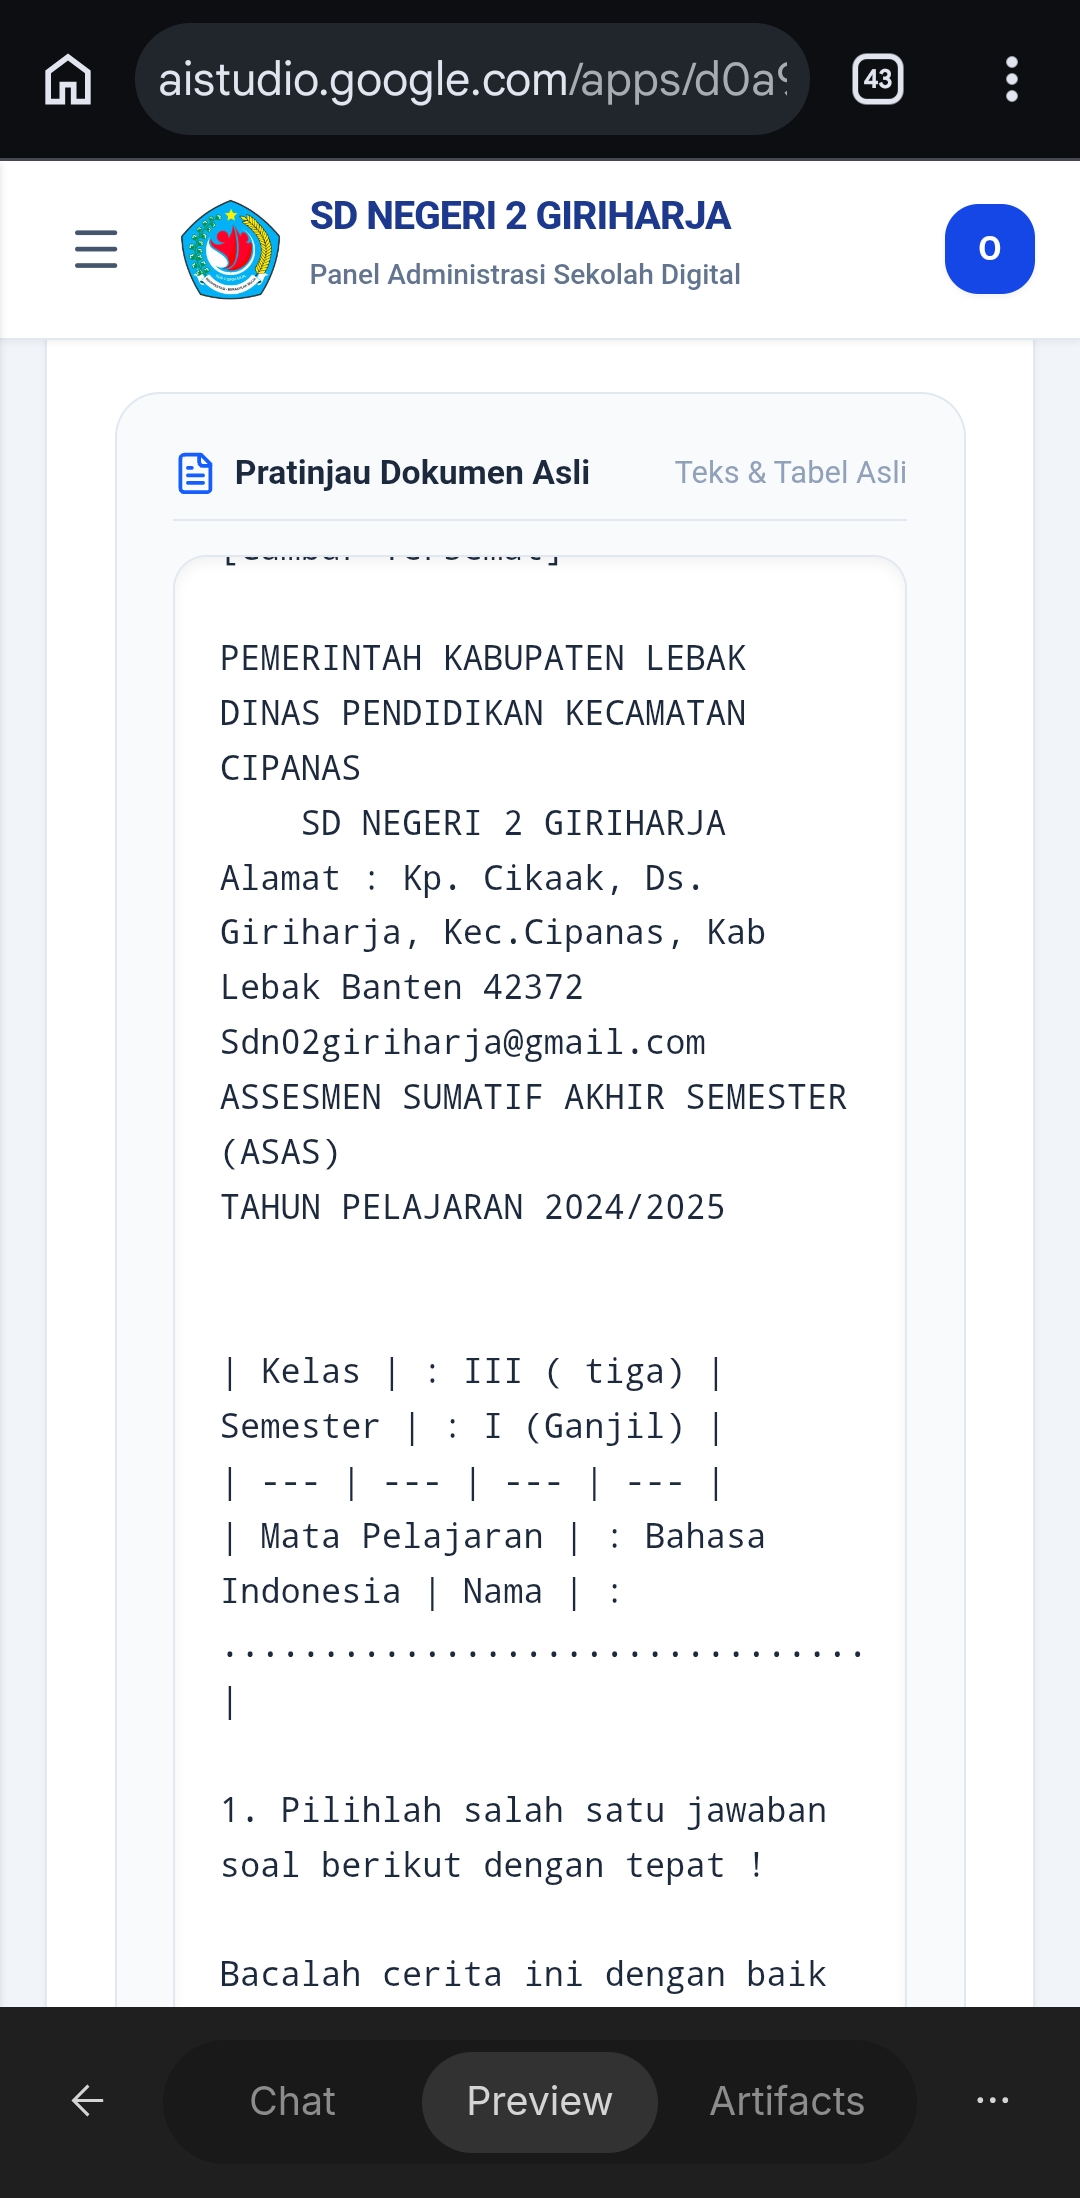 aistudio.google.com/apps/d0a
43
SD NEGERI 2 GIRIHARJA
Panel Administrasi Sekolah Digital
O
Pratinjau Dokumen Asli
Teks & Tabel Asli
PEMERINTAH KABUPATEN LEBAK
DINAS PENDIDIKAN KECAMATAN
CIPANAS
SD NEGERI 2 GIRIHARJA
Alamat : Kp. Cikaak, Ds.
Giriharja, Kec.Cipanas, Kab
Lebak Banten 42372
Sdn02giriharja@gmail.com
ASSESMEN SUMATIF AKHIR SEMESTER
(ASAS)
TAHUN PELAJARAN 2024/2025
| Kelas | : III ( tiga) |
Semester | : I (Ganjil) |
| --- | --- | --- | --- |
| Mata Pelajaran | : Bahasa
Indonesia | Nama | :
................................
|
1. Pilihlah salah satu jawaban
soal berikut dengan tepat !
Bacalah cerita ini dengan baik
Chat
Preview
Artifacts